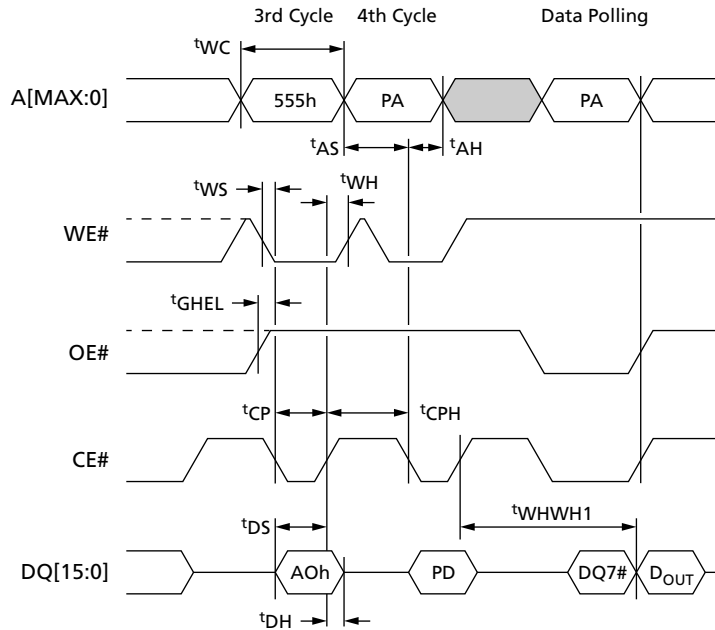 3rd Cycle 4th Cycle Data Polling
tWC
A[MAX:0] 555h PA PA
tAS tAH
tWS tWH
WE#
tGHEL
OE#
tCP tCPH
CE#
tWHWH1
tDS
DQ[15:0] AOh PD DQ7# DOUT
tDH